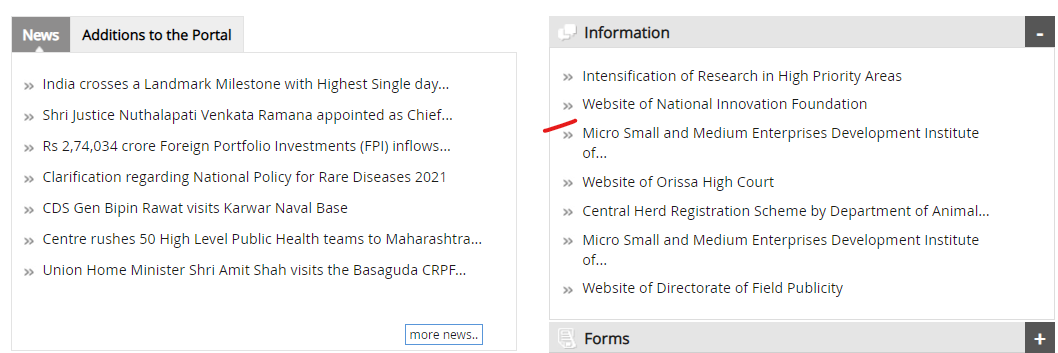 News
Additions to the Portal
India crosses a Landmark Milestone with Highest Single day...
Shri Justice Nuthalapati Venkata Ramana appointed as Chief...
Rs 2,74,034 crore Foreign Portfolio Investments (FPI) inflows...
Clarification regarding National Policy for Rare Diseases 2021
CDS Gen Bipin Rawat visits Karwar Naval Base
Centre rushes 50 High Level Public Health teams to Maharashtra...
Union Home Minister Shri Amit Shah visits the Basaguda CRPF...
more news..
Information
Intensification of Research in High Priority Areas
Website of National Innovation Foundation
Micro Small and Medium Enterprises Development Institute
of...
Website of Orissa High Court
Central Herd Registration Scheme by Department of Animal...
Micro Small and Medium Enterprises Development Institute
of...
Website of Directorate of Field Publicity
Forms